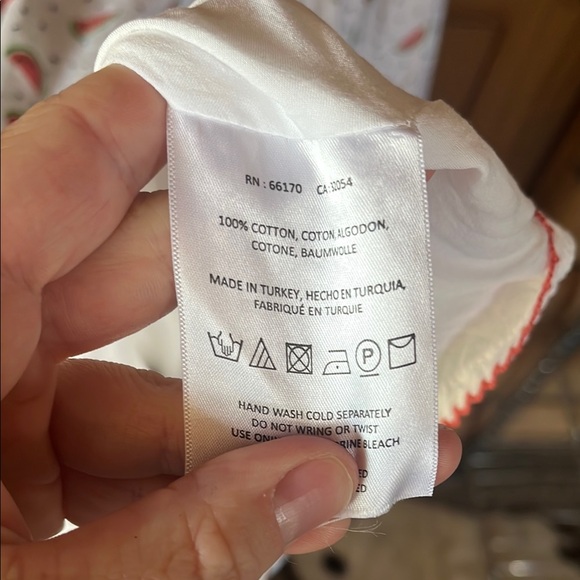 RN : 66170 CA:32054
100% COTTON, COTON, ALGODON,
COTONE, BAUMWOLLE
MADE IN TURKEY, HECHO EN TURQUIA,
FABRIQUÉ EN TURQUIE
P
HAND WASH COLD SEPARATELY
DO NOT WRING OR TWIST
USE BLEACH